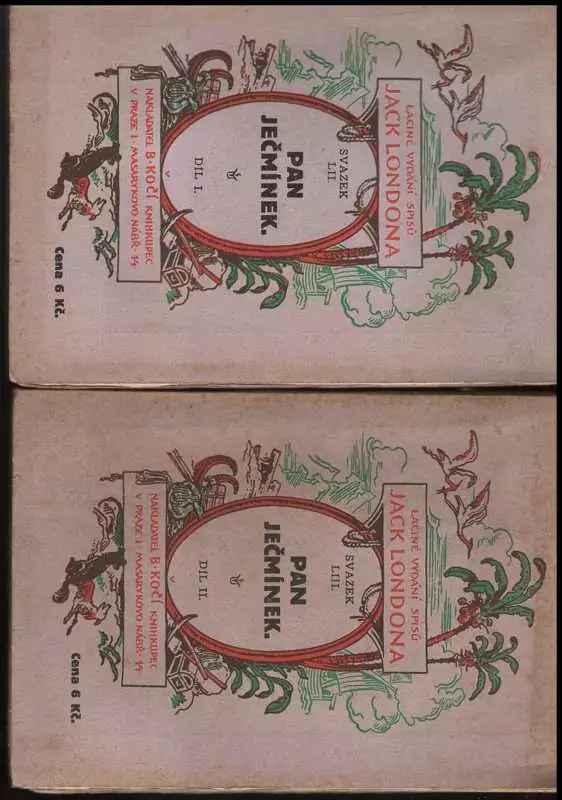 LACINÉ VYDÁNÍ SPISŮ
JACK LONDONA
SVAZEK
LII.
PAN
JEČMÍNEK.
DÍL I.
NAKLADATEL B·KOČÍ KNIHKUPEC
V PRAZE I·MASARYKOVO NÁBŘ·14
Cena 6 Kč.
LACINÉ VYDÁNÍ SPISŮ
JACK LONDONA
SVAZEK
LIII.
PAN
JEČMÍNEK.
DÍL II.
NAKLADATEL B·KOČÍ KNIHKUPEC
V PRAZE I·MASARYKOVO NÁBŘ·14
Cena 6 Kč.